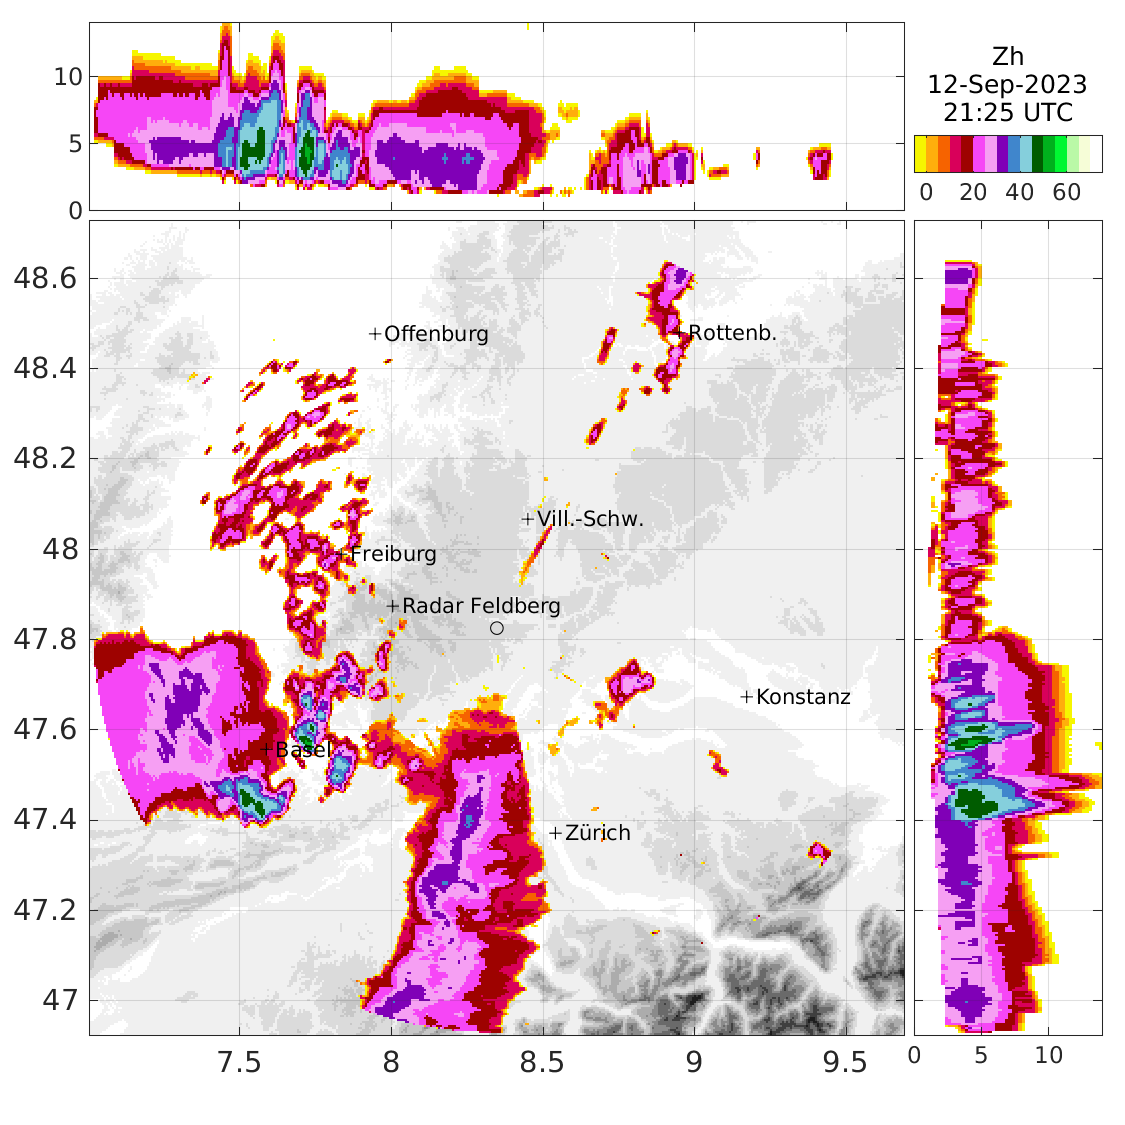 10
5
0
Zh
12-Sep-2023
21:25 UTC
0 20 40 60
48.6
48.4
48.2
48
47.8
47.6
47.4
47.2
47
+Offenburg
+Rottenb.
+Vill.-Schw.
+Freiburg
+Radar Feldberg
+Konstanz
+Basel
+Zürich
7.5 8 8.5 9 9.5
0 5 10